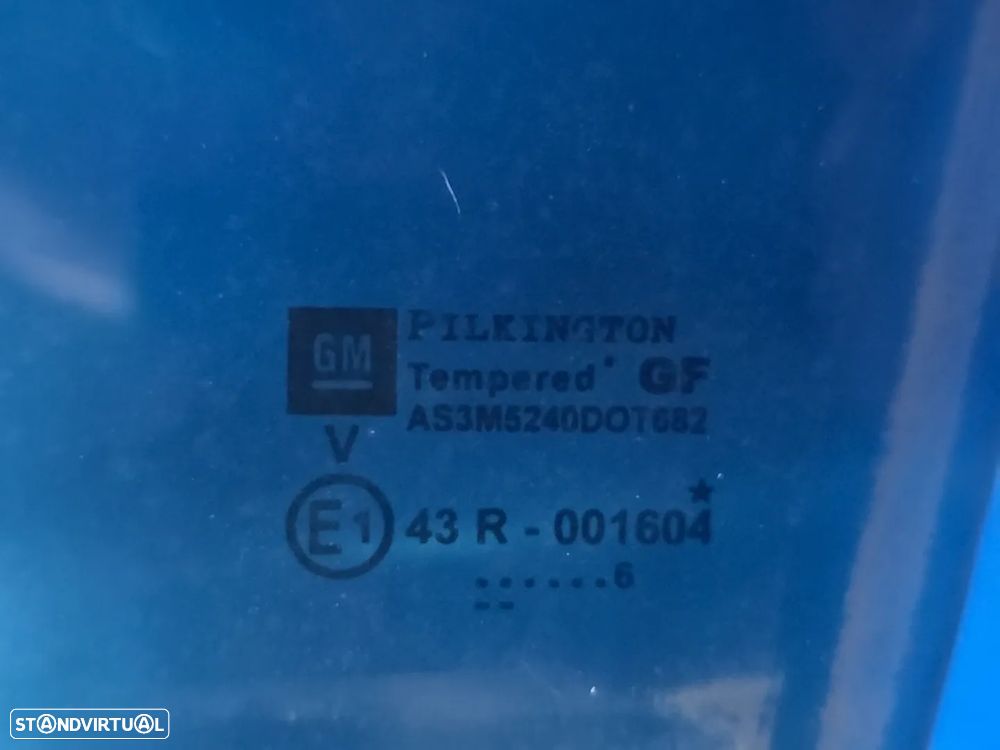 GM
PILKINGTON
Tempered GF
AS3M5240DOT682
V
E1 43 R - 001604
......6
STANDVIRTUAL